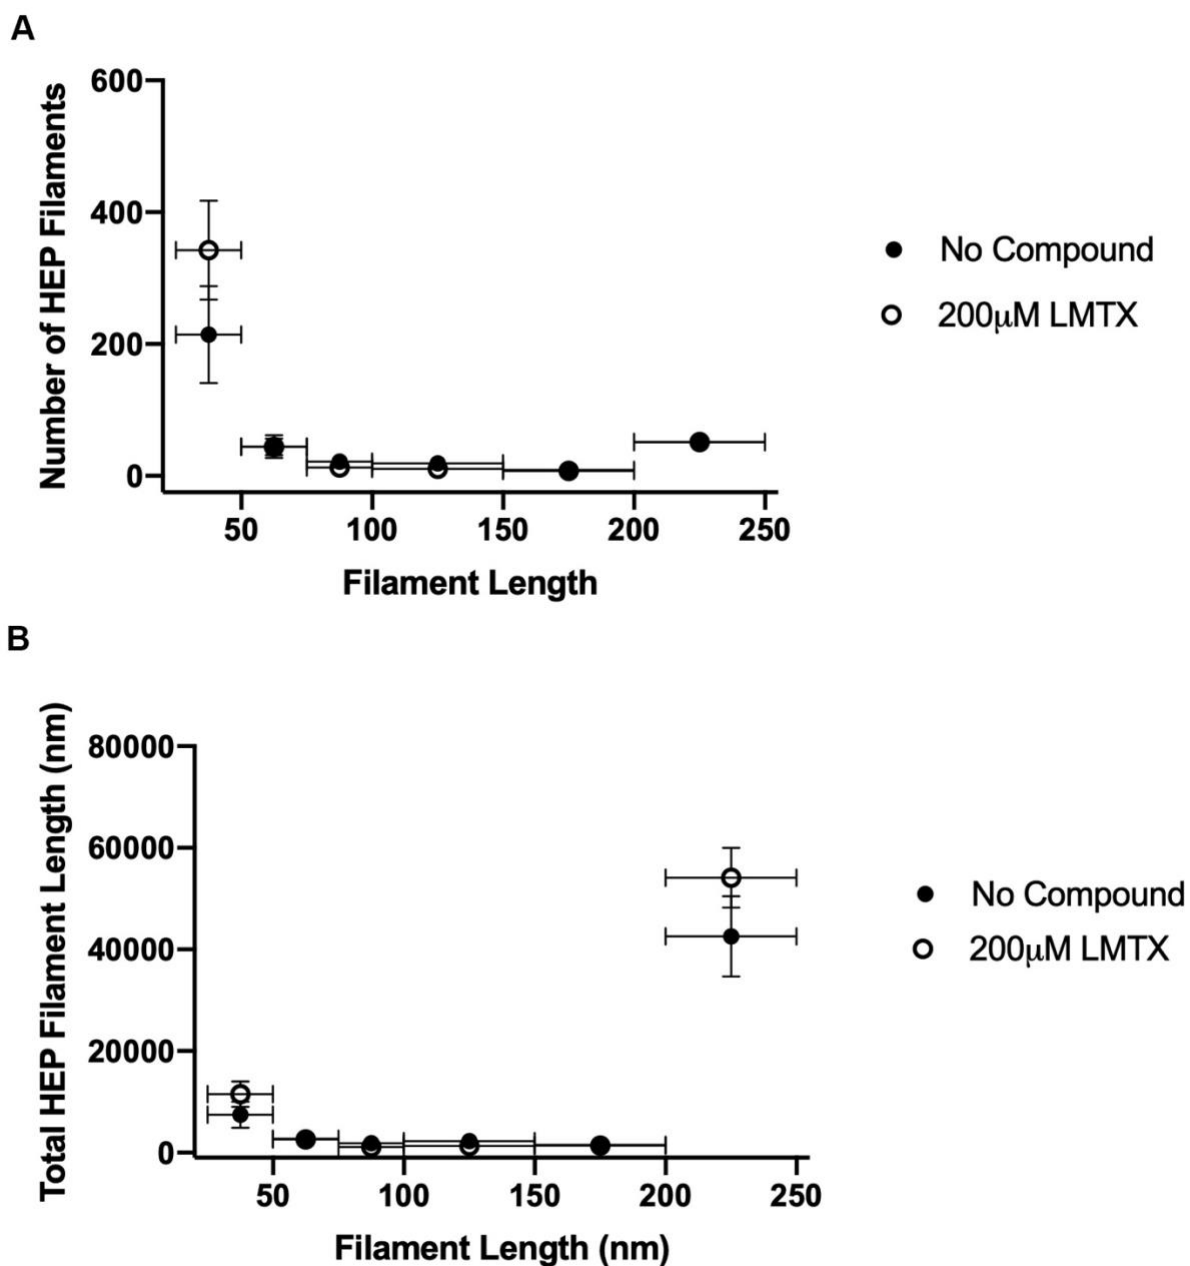 A
Number of HEP Filaments
600
400
200
0
50 100 150 200 250
Filament Length
No Compound
200μM LMTX
B
Total HEP Filament Length (nm)
80000
60000
40000
20000
0
50 100 150 200 250
Filament Length (nm)
No Compound
200μM LMTX